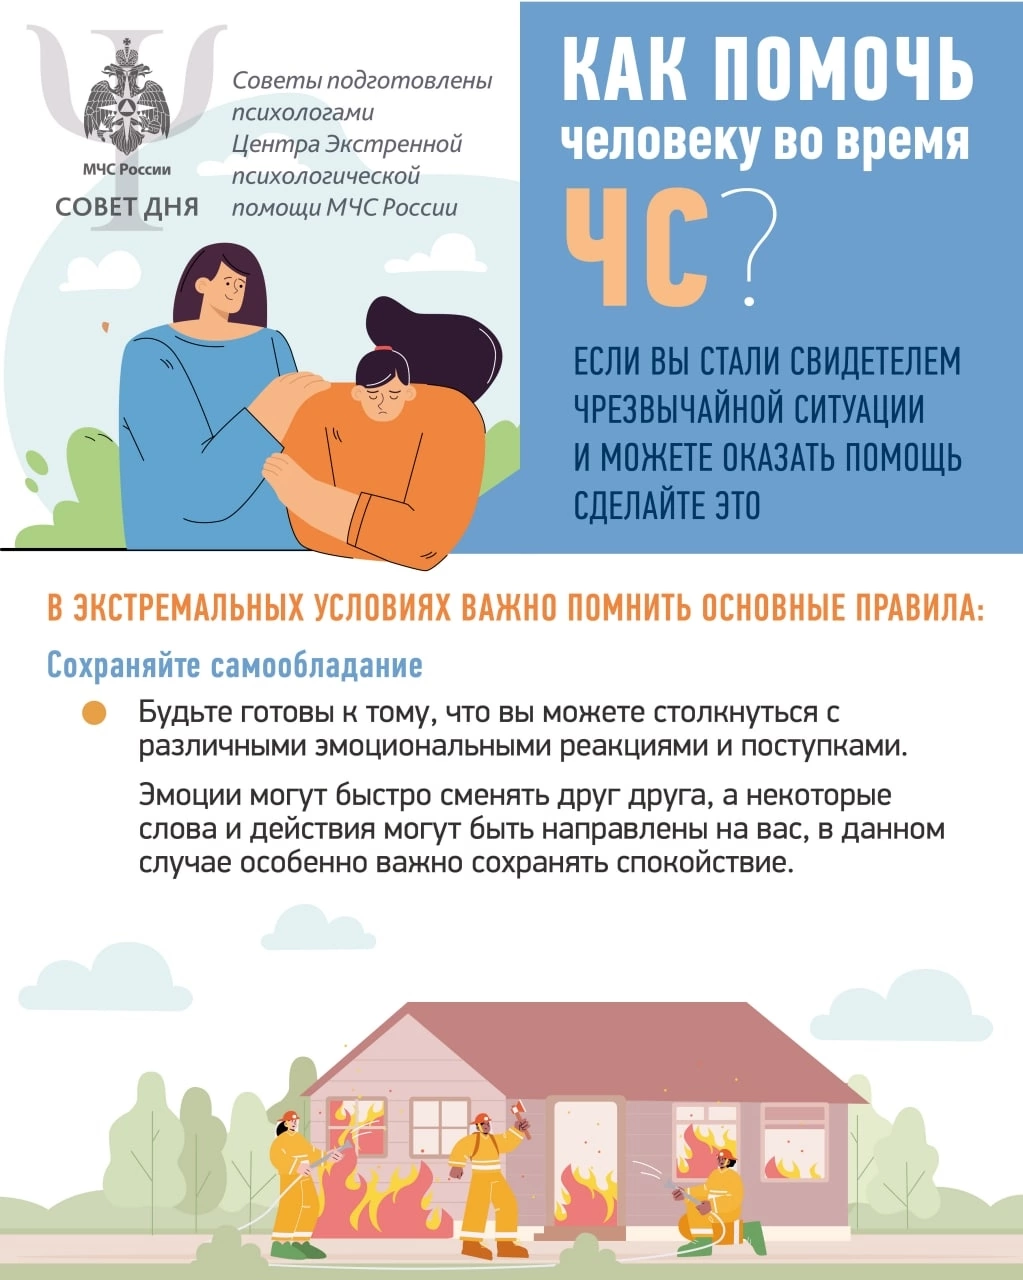 МЧС России
СОВЕТ ДНЯ
Советы подготовлены
психологами
Центра Экстренной
психологической
помощи МЧС России
КАК ПОМОЧЬ
человеку во время
ЧС?
ЕСЛИ ВЫ СТАЛИ СВИДЕТЕЛЕМ
ЧРЕЗВЫЧАЙНОЙ СИТУАЦИИ
И МОЖЕТЕ ОКАЗАТЬ ПОМОЩЬ
СДЕЛАЙТЕ ЭТО
В ЭКСТРЕМАЛЬНЫХ УСЛОВИЯХ ВАЖНО ПОМНИТЬ ОСНОВНЫЕ ПРАВИЛА:
Сохраняйте самообладание
Будьте готовы к тому, что вы можете столкнуться с
различными эмоциональными реакциями и поступками.
Эмоции могут быстро сменять друг друга, а некоторые
слова и действия могут быть направлены на вас, в данном
случае особенно важно сохранять спокойствие.